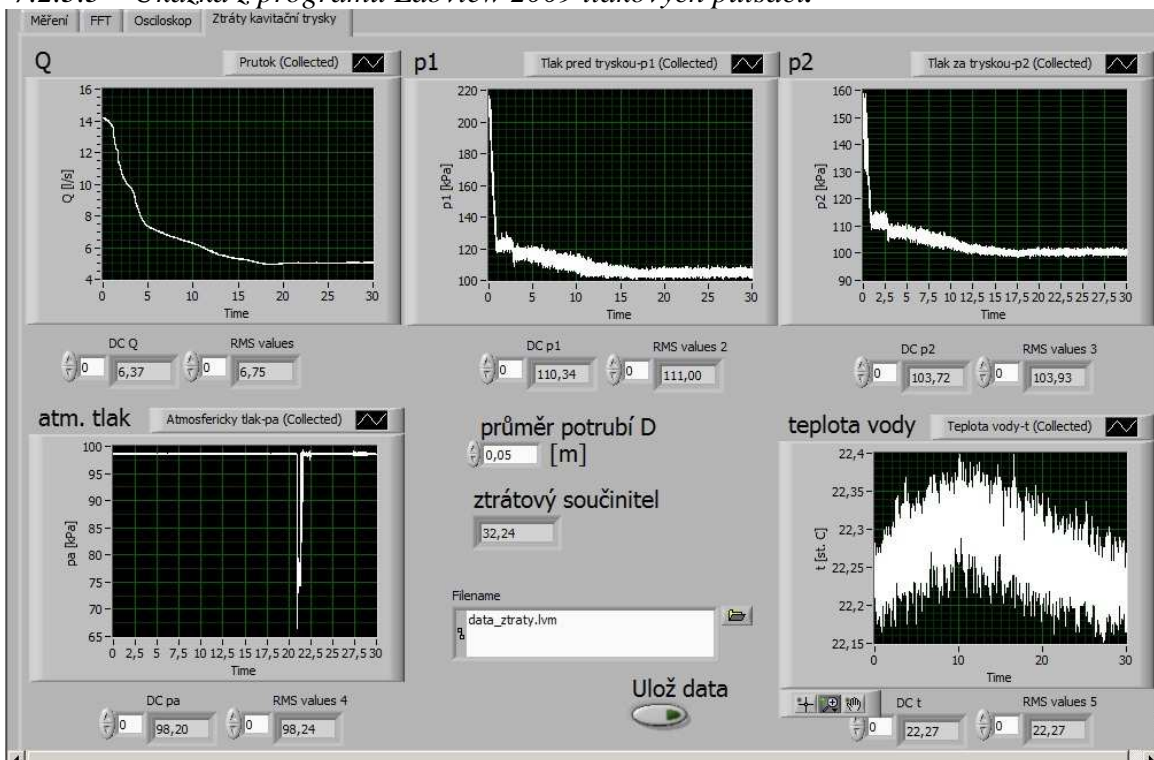 7.2.3.3 Ukázka z programu LabView 2009 tlakových pulsací.
Měření FFT Osciloskop Ztráty kavitační trysky
Q Prutok (Collected)
16
14
12
10
8
6
4
Q [l/s]
0 5 10 15 20 25 30
Time
DC Q RMS values
0 6,37 0 6,75
p1 Tlak pred tryskou-p1 (Collected)
220
200
180
160
140
120
100
p1 [kPa]
0 5 10 15 20 25 30
Time
DC p1 RMS values 2
0 110,34 0 111,00
p2 Tlak za tryskou-p2 (Collected)
160
150
140
130
120
110
100
90
p2 [kPa]
0 2,5 5 7,5 10 12,5 15 17,5 20 22,5 25 27,5 30
Time
DC p2 RMS values 3
0 103,72 0 103,93
atm. tlak Atmosfericky tlak-pa (Collected)
100
95
90
85
80
75
70
65
pa [kPa]
0 2,5 5 7,5 10 12,5 15 17,5 20 22,5 25 27,5 30
Time
DC pa RMS values 4
0 98,20 0 98,24
průměr potrubí D
0,05 [m]
ztrátový součinitel
32,24
Filename
data_ztraty.lvm
Ulož data
teplota vody Teplota vody-t (Collected)
22,4
22,35
22,3
22,25
22,2
22,15
t [st. C]
0 10 20 30
Time
DC t RMS values 5
0 22,27 0 22,27